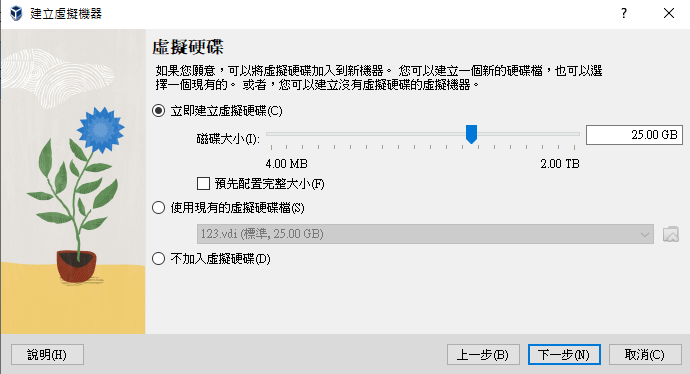 建立虛擬機器
虛擬硬碟
如果您願意，可以將虛擬硬碟加入到新機器。您可以建立一個新的硬碟檔，也可以選
擇一個現有的。或者，您可以建立沒有虛擬硬碟的虛擬機器。
立即建立虛擬硬碟(C)
磁碟大小(I):
25.00 GB
4.00 MB
2.00 TB
預先配置完整大小(F)
使用現有的虛擬硬碟檔(S)
123.vdi (標準, 25.00 GB)
不加入虛擬硬碟(D)
說明(H)
上一步(B)
下一步(N)
取消(C)